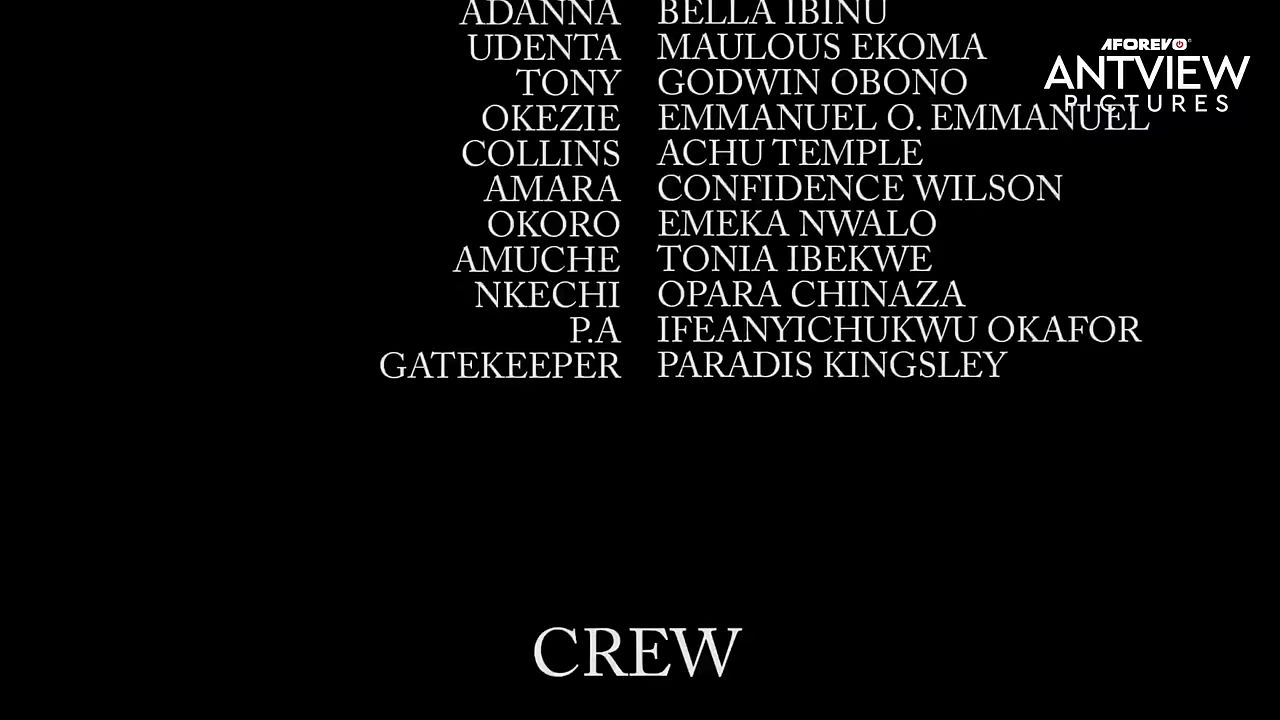 ADANNA BELLA IBINU
UDENTA MAULOUS EKOMA
TONY GODWIN OBONO
OKEZIE EMMANUEL O. EMMANUEL
COLLINS ACHU TEMPLE
AMARA CONFIDENCE WILSON
OKORO EMEKA NWALO
AMUCHE TONIA IBEKWE
NKECHI OPARA CHINAZA
P.A IFEANYICHUKWU OKAFOR
GATEKEEPER PARADIS KINGSLEY
CREW
AFOREVO
ANTVIEW
PICTURES